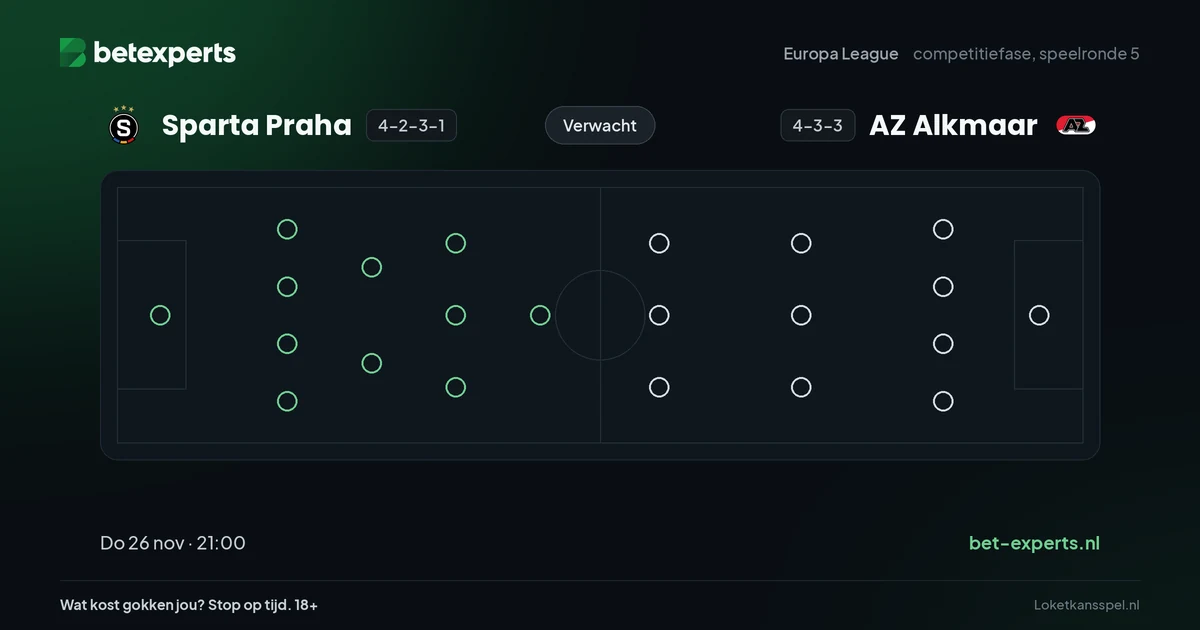 betexperts
Europa League competitiefase, speelronde 5
S Sparta Praha 4-2-3-1 Verwacht 4-3-3 AZ Alkmaar AZ
Do 26 nov · 21:00 bet-experts.nl
Wat kost gokken jou? Stop op tijd. 18+ Loketkansspel.nl